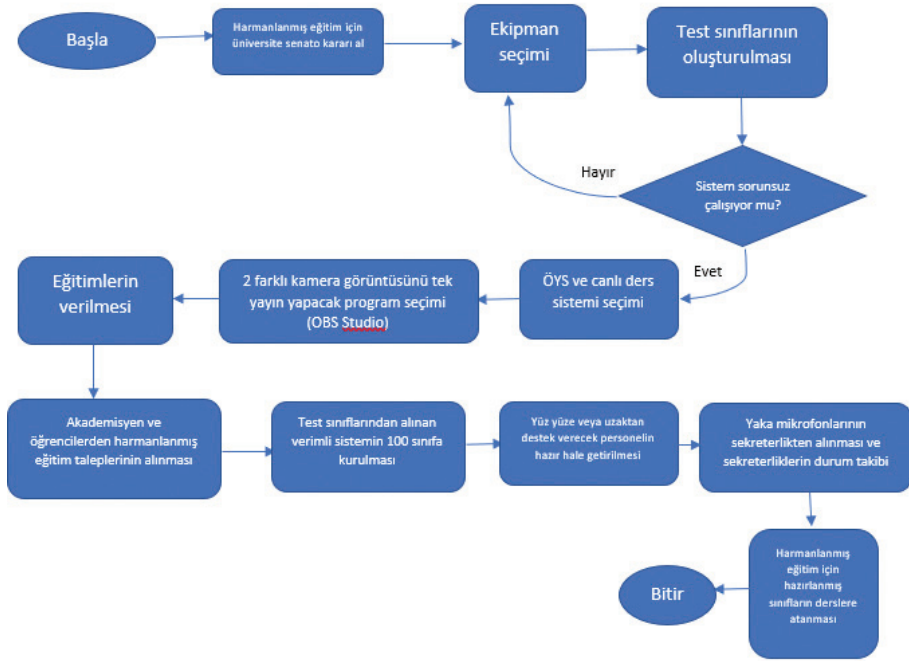 Başla
Harmanlanmış eğitim için
üniversite senato kararı al
Ekipman
seçimi
Test sınıflarının
oluşturulması
Sistem sorunsuz
çalışıyor mu?
Hayır
Evet
ÖYS ve canlı ders
sistemi seçimi
2 farklı kamera görüntüsünü tek
yayın yapacak program seçimi
(OBS Studio)
Eğitimlerin
verilmesi
Akademisyen ve
öğrencilerden harmanlanmış
eğitim taleplerinin alınması
Test sınıflarından alınan
verimli sistemin 100 sınıfa
kurulması
Yüz yüze veya uzaktan
destek verecek personelin
hazır hale getirilmesi
Yaka mikrofonlarının
sekreterlikten alınması ve
sekreterliklerin durum takibi
Harmanlanmış
eğitim için
hazırlanmış
sınıfların derslere
atanması
Bitir